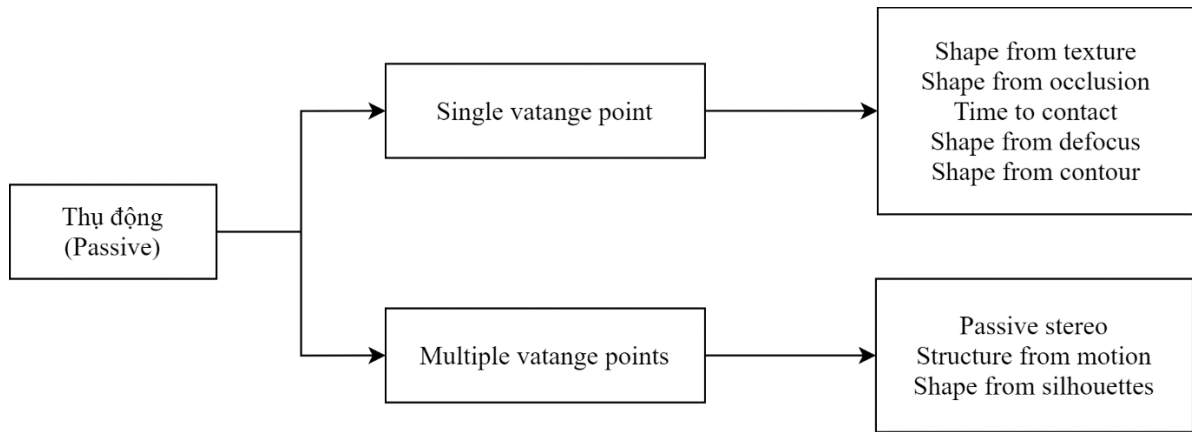 Thụ động
(Passive)
Single vatange point
Shape from texture
Shape from occlusion
Time to contact
Shape from defocus
Shape from contour
Multiple vatange points
Passive stereo
Structure from motion
Shape from silhouettes